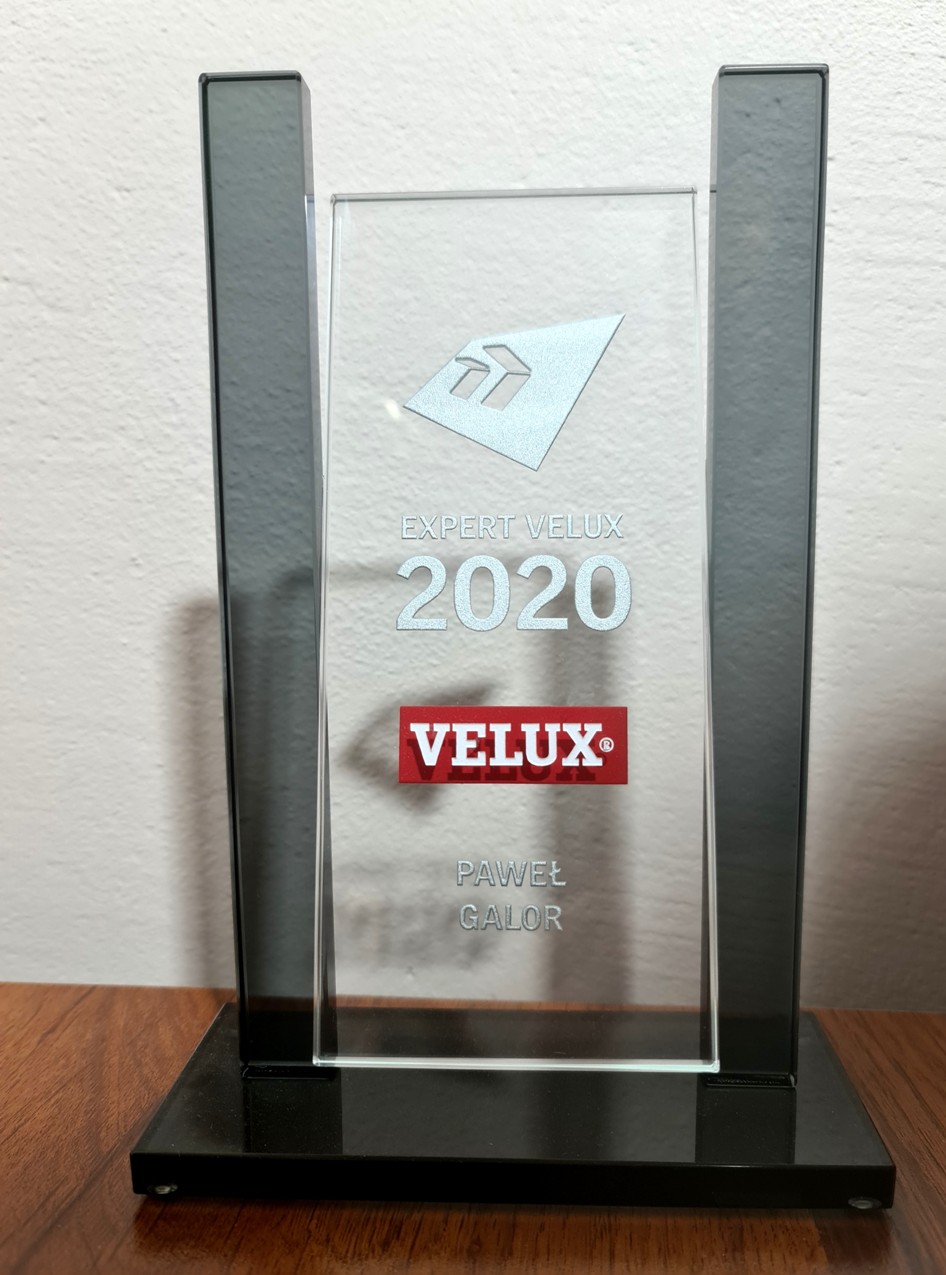 EXPERT VELUX
2020
VELUX®
PAWEŁ
GALOR